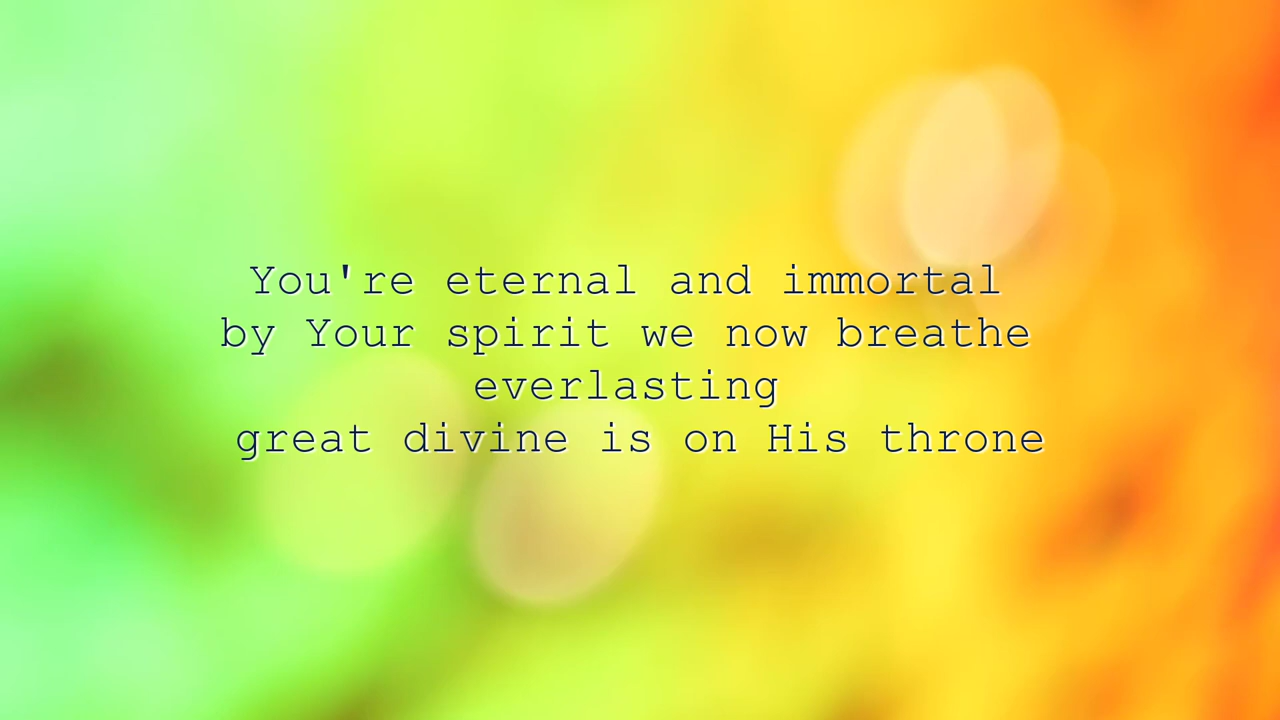 You're eternal and immortal
by Your spirit we now breathe
everlasting
great divine is on His throne